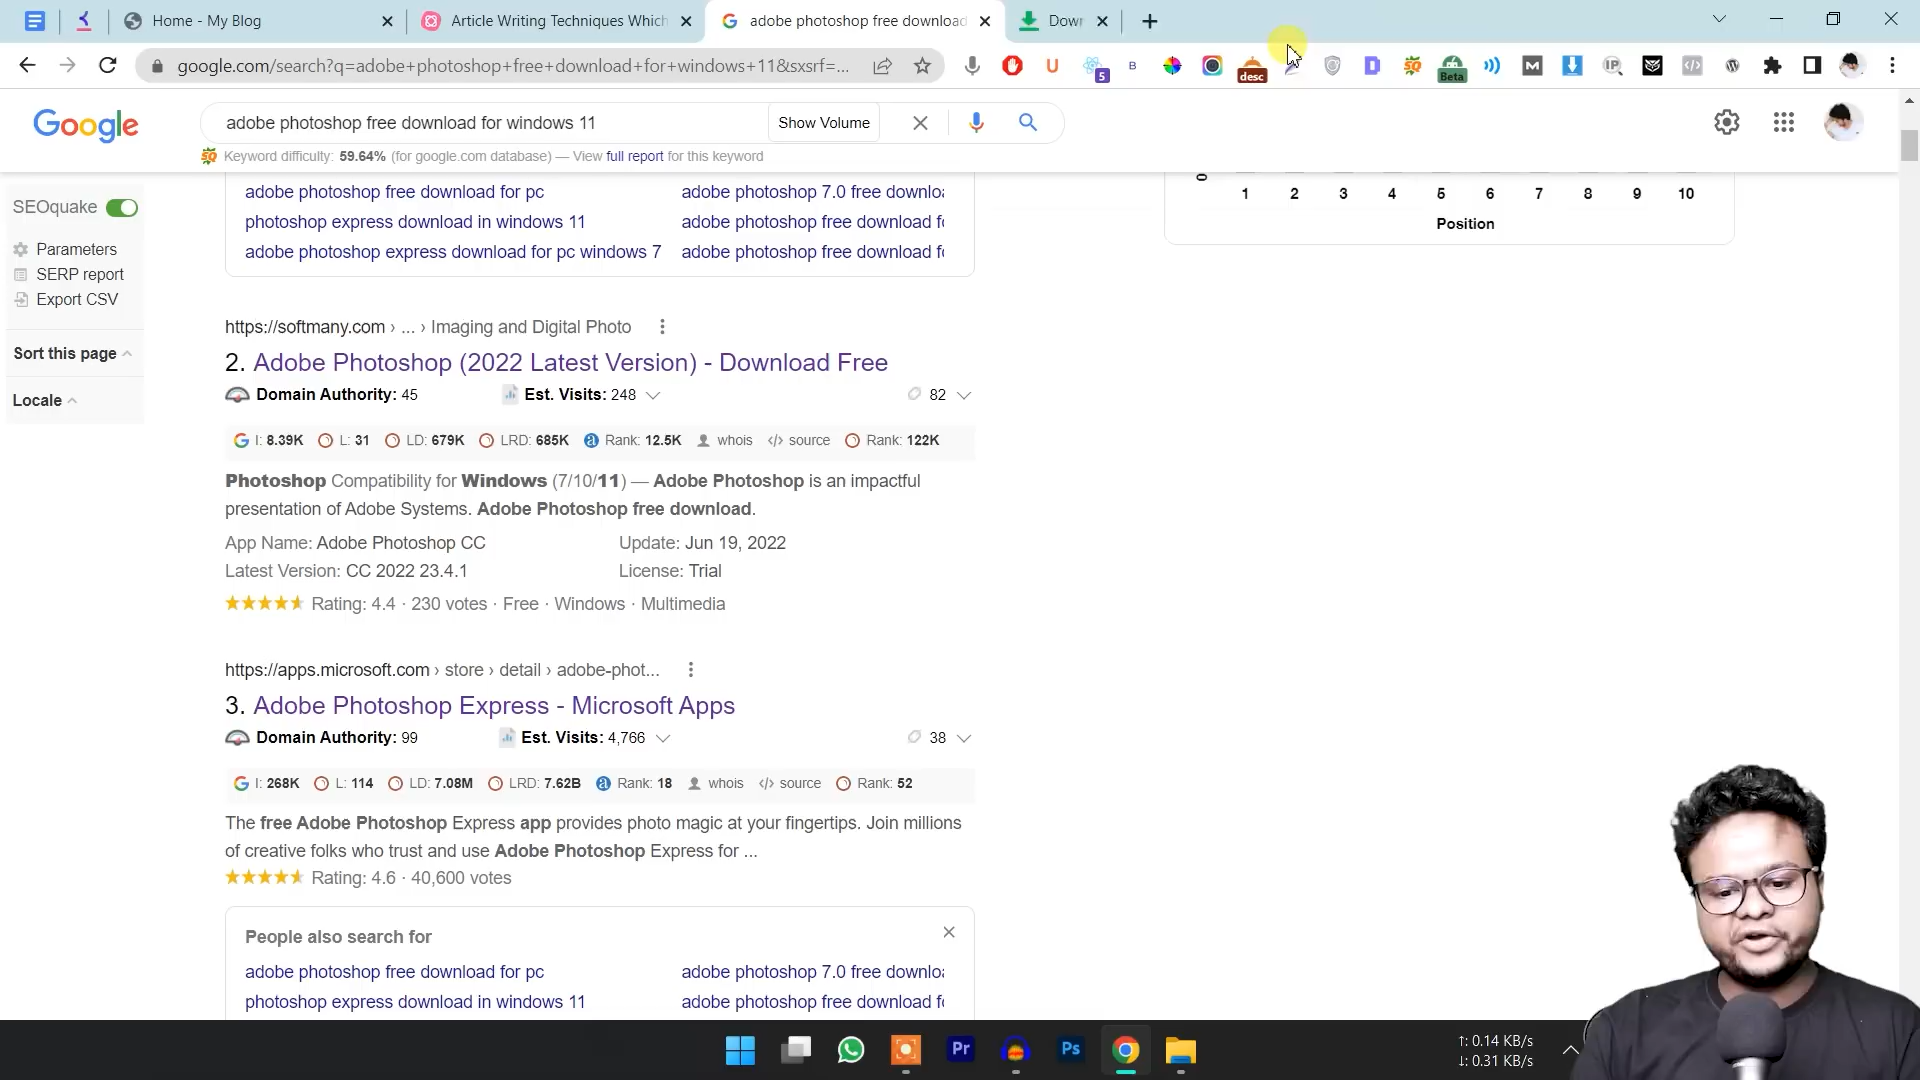 Home - My Blog
Article Writing Techniques Which
adobe photoshop free download
Dow
google.com/search?q=adobe+photoshop+free+download+for+windows+11&sxsrf=...
5
desc
Beta
Google
adobe photoshop free download for windows 11
Show Volume
Keyword difficulty: 59.64% (for google.com database) — View full report for this keyword
SEOquake
Parameters
SERP report
Export CSV
Sort this page
Locale
adobe photoshop free download for pc
adobe photoshop 7.0 free downloa
photoshop express download in windows 11
adobe photoshop free download f
adobe photoshop express download for pc windows 7
adobe photoshop free download f
0
1 2 3 4 5 6 7 8 9 10
Position
https://softmany.com › ... › Imaging and Digital Photo
2. Adobe Photoshop (2022 Latest Version) - Download Free
Domain Authority: 45
Est. Visits: 248
82
I: 8.39K L: 31 LD: 679K LRD: 685K Rank: 12.5K whois source Rank: 122K
Photoshop Compatibility for Windows (7/10/11) — Adobe Photoshop is an impactful
presentation of Adobe Systems. Adobe Photoshop free download.
App Name: Adobe Photoshop CC
Update: Jun 19, 2022
Latest Version: CC 2022 23.4.1
License: Trial
Rating: 4.4 · 230 votes · Free · Windows · Multimedia
https://apps.microsoft.com › store › detail › adobe-phot...
3. Adobe Photoshop Express - Microsoft Apps
Domain Authority: 99
Est. Visits: 4,766
38
I: 268K L: 114 LD: 7.08M LRD: 7.62B Rank: 18 whois source Rank: 52
The free Adobe Photoshop Express app provides photo magic at your fingertips. Join millions
of creative folks who trust and use Adobe Photoshop Express for ...
Rating: 4.6 · 40,600 votes
People also search for
adobe photoshop free download for pc
adobe photoshop 7.0 free downloa
photoshop express download in windows 11
adobe photoshop free download f
Pr
Ps
↑: 0.14 KB/s
↓: 0.31 KB/s